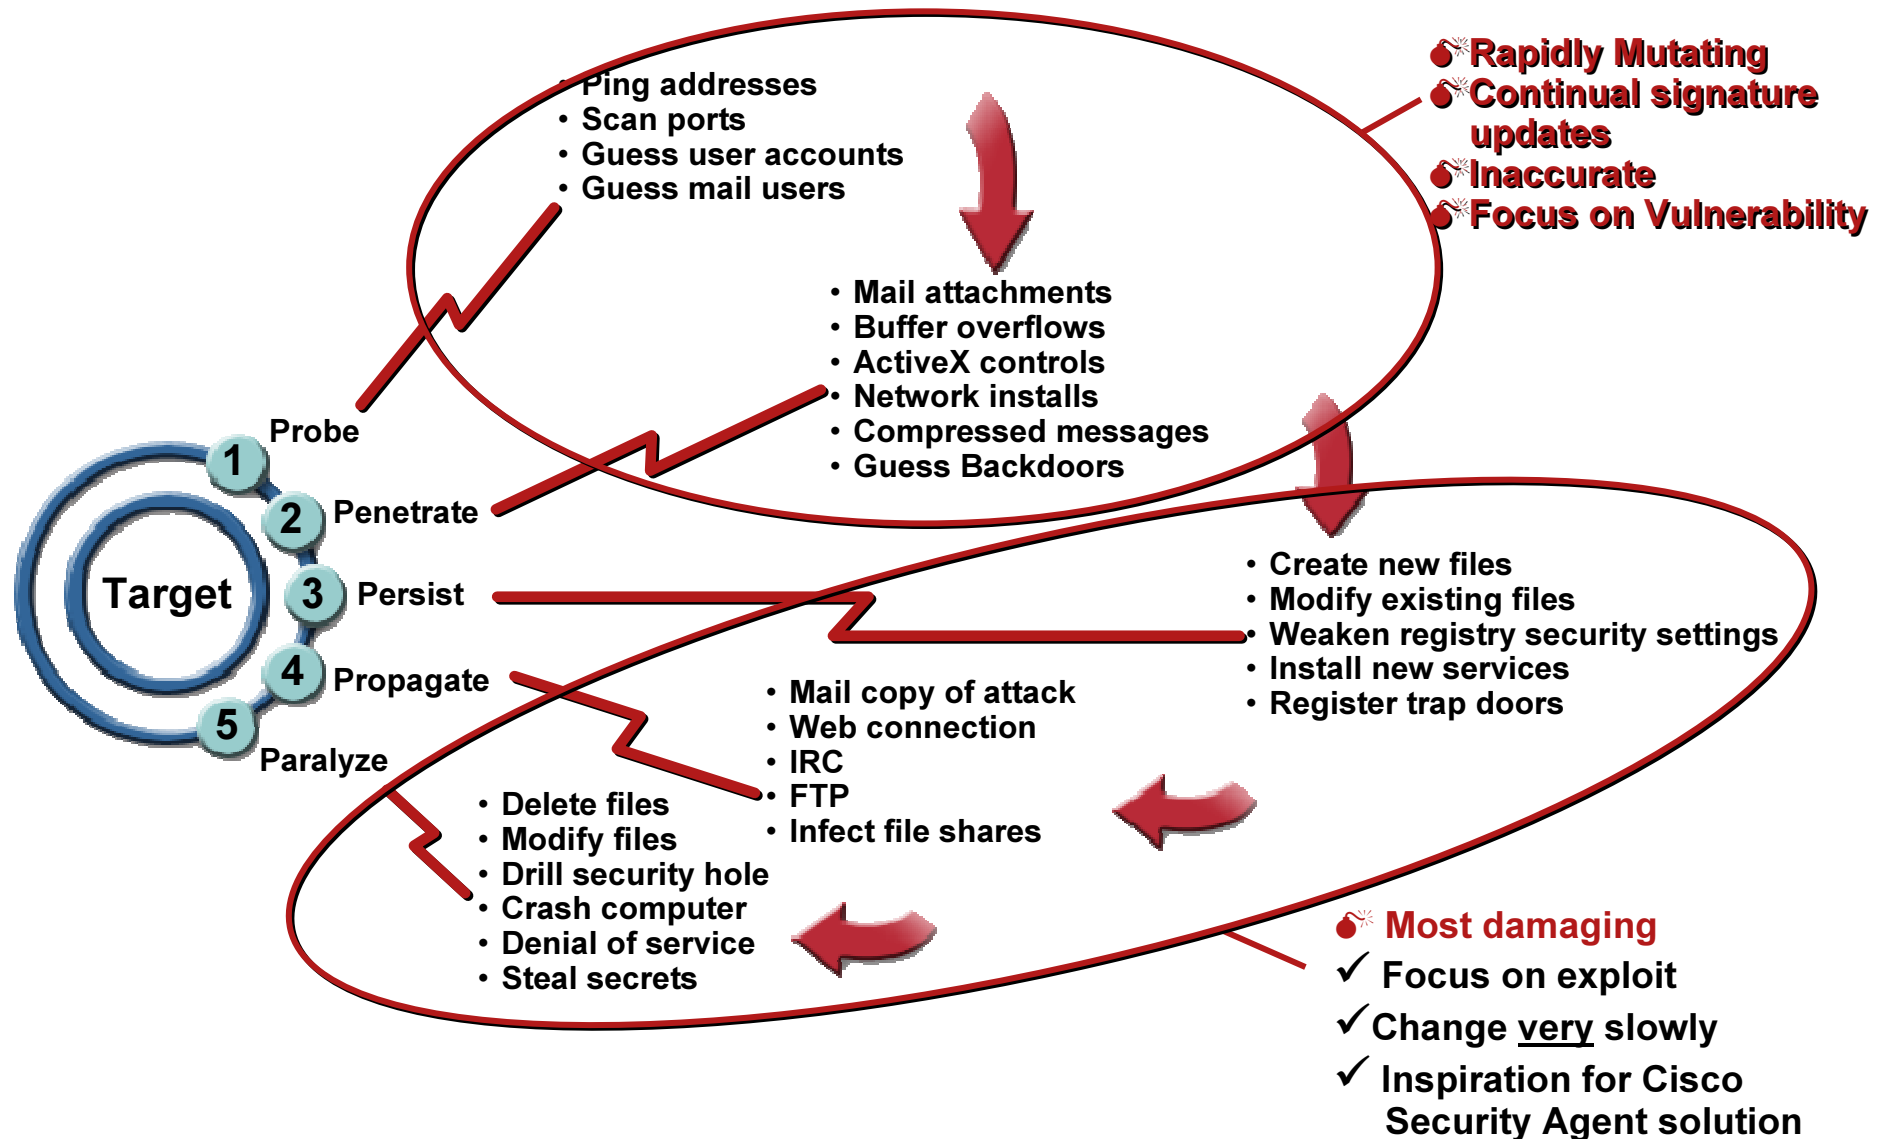 • Ping addresses
• Scan ports
• Guess user accounts
• Guess mail users
Rapidly Mutating
Continual signature
updates
Inaccurate
Focus on Vulnerability
• Mail attachments
• Buffer overflows
• ActiveX controls
• Network installs
• Compressed messages
• Guess Backdoors
Target
1
Probe
2
Penetrate
3
Persist
4
Propagate
5
Paralyze
• Create new files
• Modify existing files
• Weaken registry security settings
• Install new services
• Register trap doors
• Mail copy of attack
• Web connection
• IRC
• FTP
• Infect file shares
• Delete files
• Modify files
• Drill security hole
• Crash computer
• Denial of service
• Steal secrets
Most damaging
✓ Focus on exploit
✓ Change very slowly
✓ Inspiration for Cisco
Security Agent solution